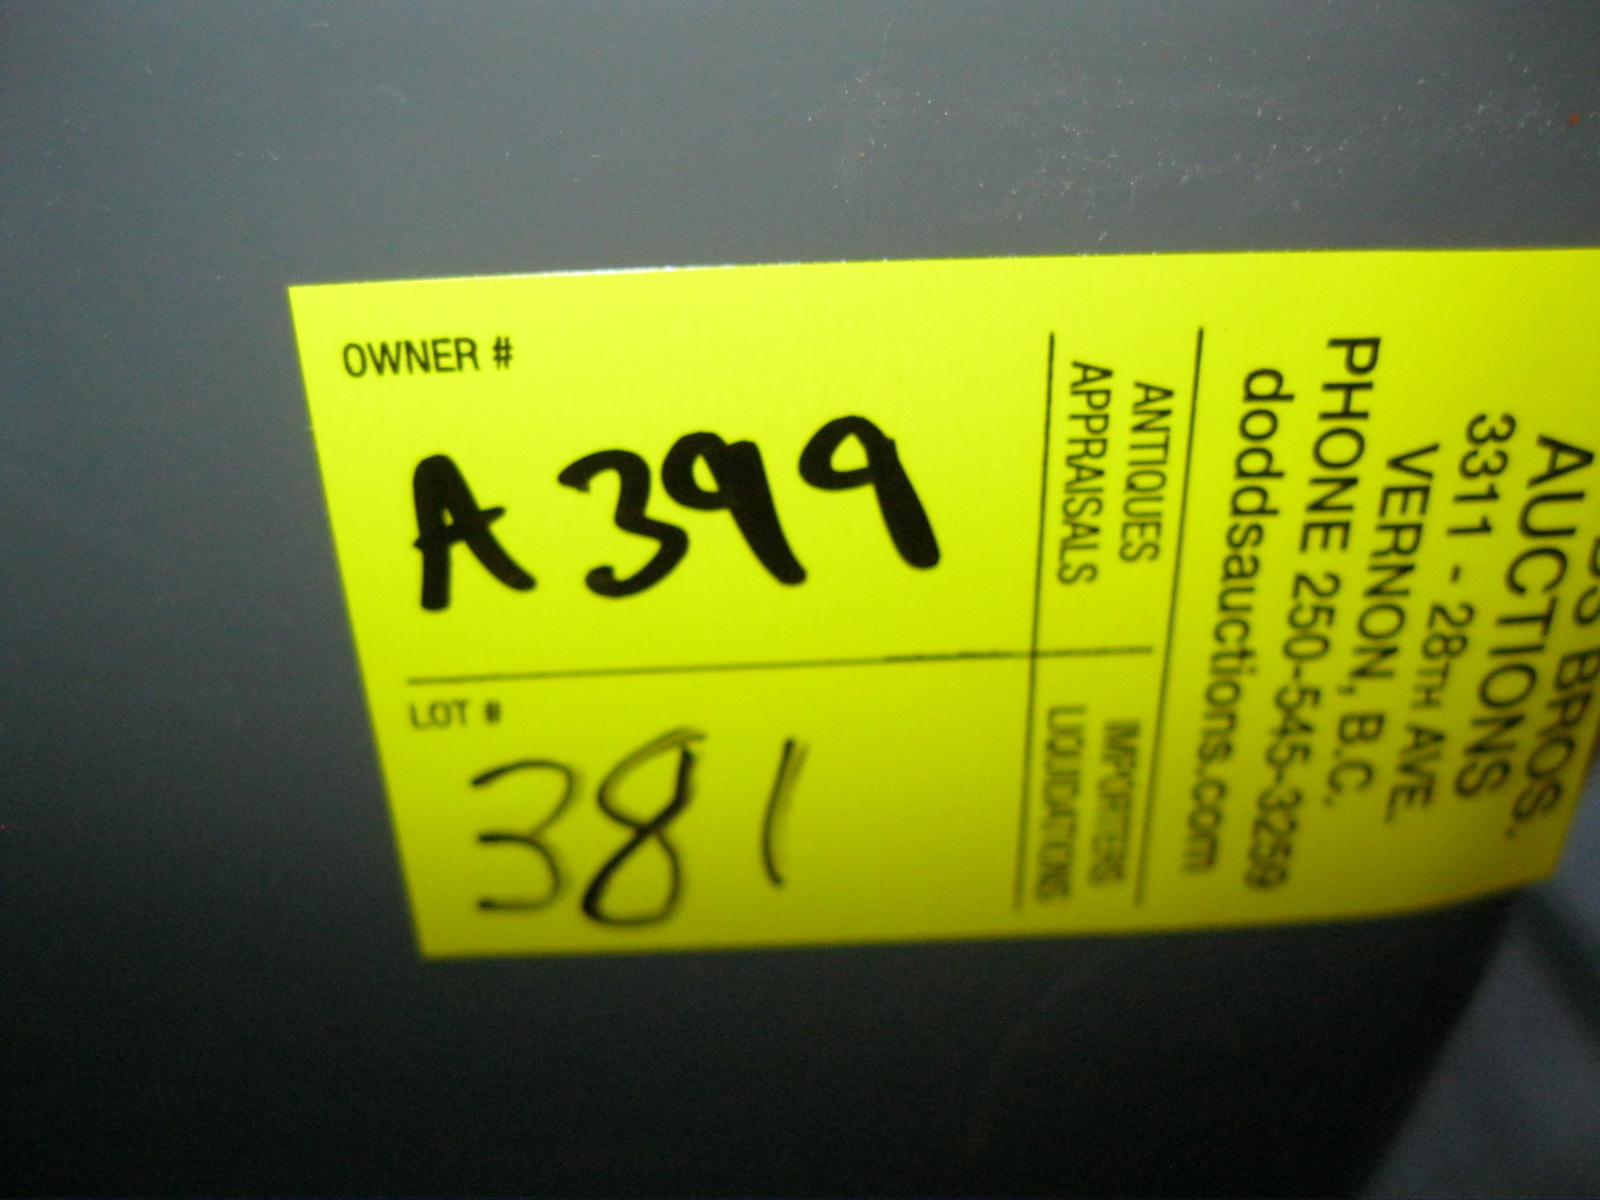 OWNER #
A399
LOT #
381
ANTIQUES
APPRAISALS
IMPORTERS
LIQUIDATIONS
BROS.
AUCTIONS
3311 - 28TH AVE.
VERNON, B.C.
PHONE 250-545-3259
doddsauctions.com